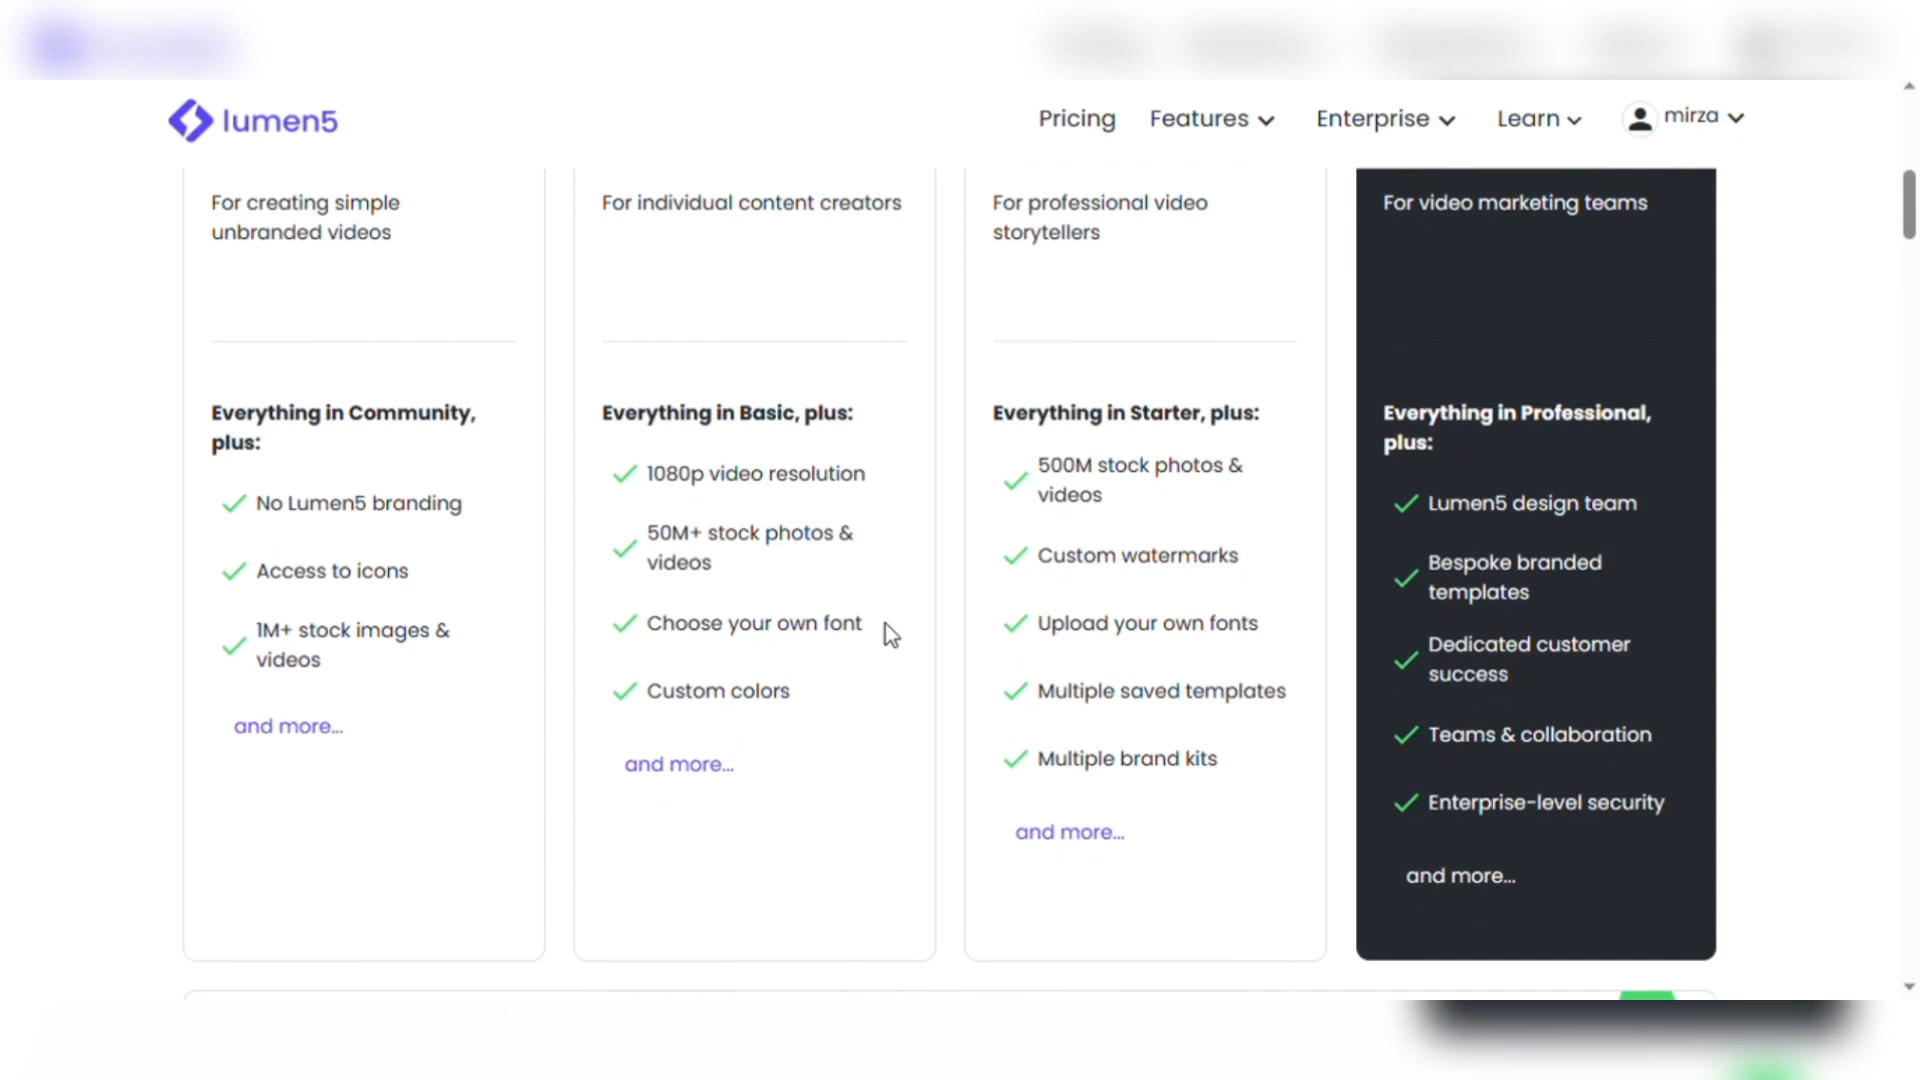 lumen5
Pricing
Features
Enterprise
Learn
mirza
For creating simple
unbranded videos
Everything in Community,
plus:
No Lumen5 branding
Access to icons
1M+ stock images &
videos
and more...
For individual content creators
Everything in Basic, plus:
1080p video resolution
50M+ stock photos &
videos
Choose your own font
Custom colors
and more...
For professional video
storytellers
Everything in Starter, plus:
500M stock photos &
videos
Custom watermarks
Upload your own fonts
Multiple saved templates
Multiple brand kits
and more...
For video marketing teams
Everything in Professional,
plus:
Lumen5 design team
Bespoke branded
templates
Dedicated customer
success
Teams & collaboration
Enterprise-level security
and more...